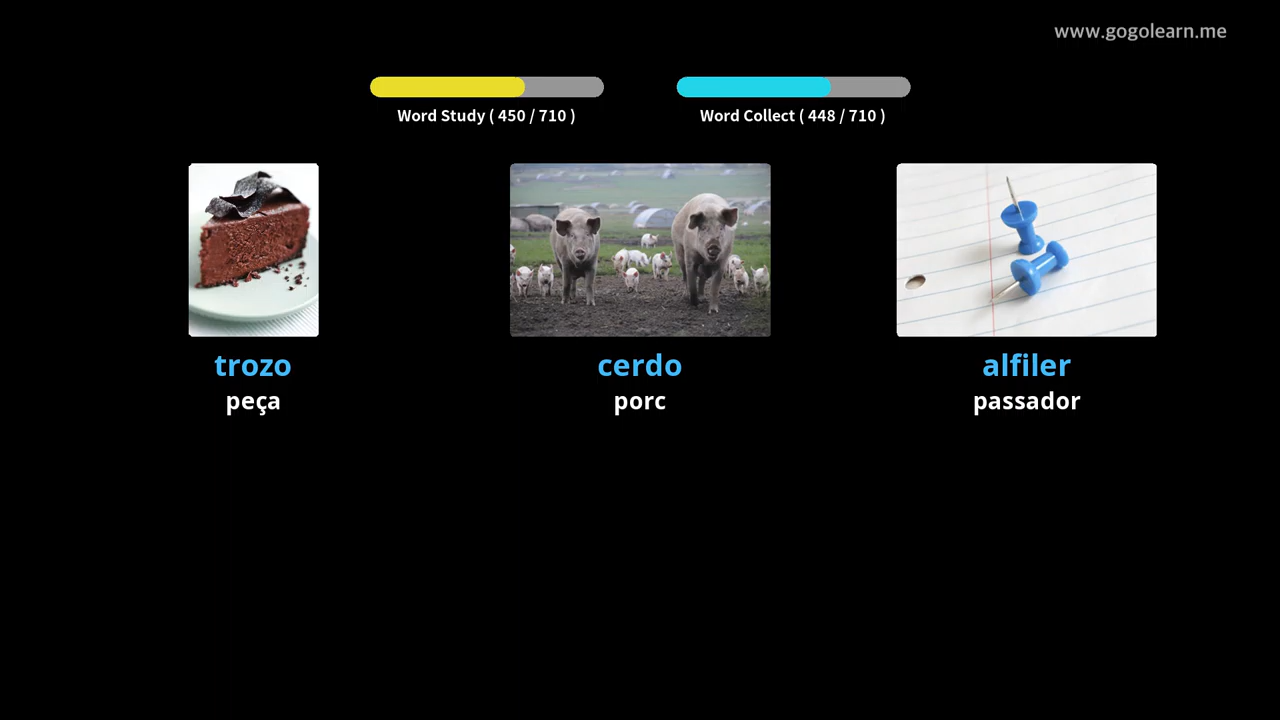 www.gogolearn.me
Word Study ( 450 / 710 )
Word Collect ( 448 / 710 )
trozo
peça
cerdo
porc
alfiler
passador